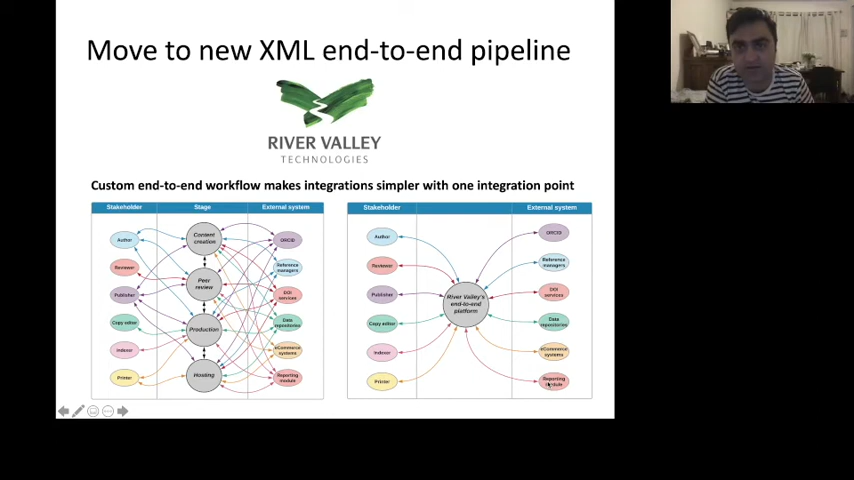 Move to new XML end-to-end pipeline
RIVER VALLEY
TECHNOLOGIES
Custom end-to-end workflow makes integrations simpler with one integration point
Stakeholder
Stage
External system
Author
Reviewer
Publisher
Copy editor
Indexer
Printer
Content
creation
Peer
review
Production
Hosting
ORCID
Reference
managers
DOI
services
Data
repositories
eCommerce
systems
Reporting
module
Stakeholder
External system
Author
Reviewer
Publisher
Copy editor
Indexer
Printer
River Valley's
end-to-end
platform
ORCID
Reference
managers
DOI
services
Data
repositories
eCommerce
systems
Reporting
module